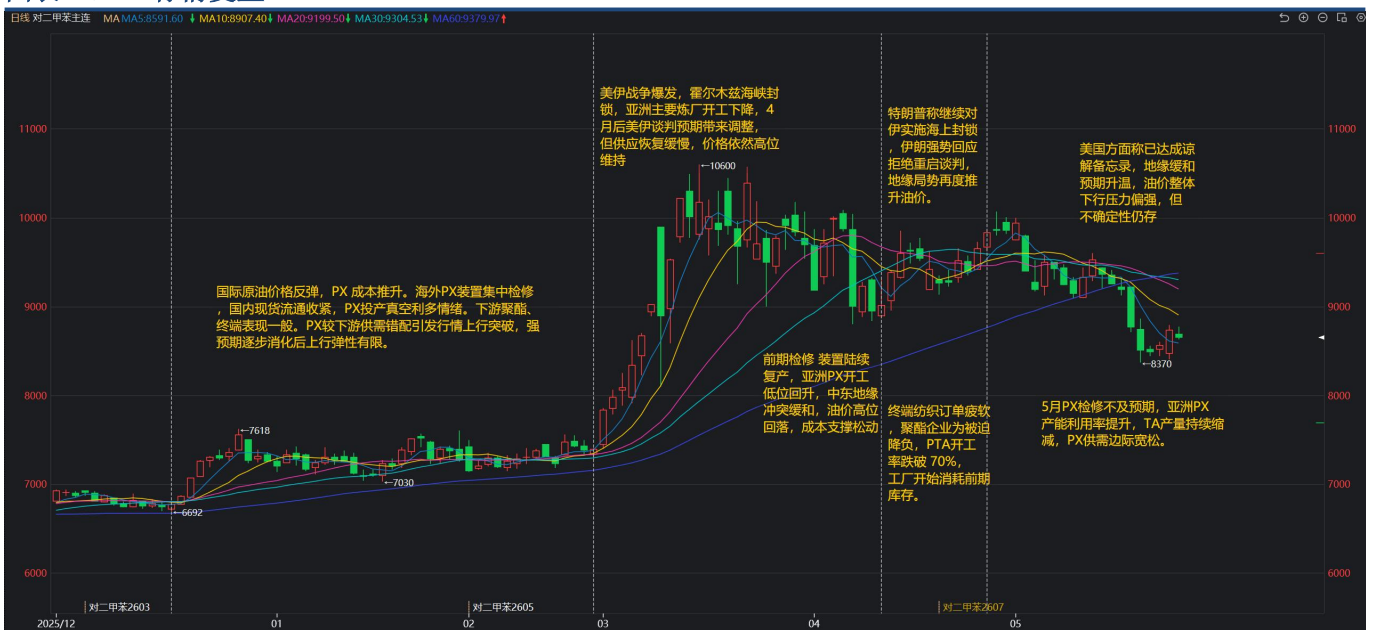 日线 对二甲苯主连 MA MA5:8591.60 ↓ MA10:8907.40↓ MA20:9199.50↓ MA30:9304.53↓ MA60:9379.97↑
11000
10000
9000
8000
7000
6000
国际原油价格反弹，PX 成本推升。海外PX装置集中检修
，国内现货流通收紧，PX投产真空利多情绪。下游聚酯、
终端表现一般。PX较下游供需错配引发行情上行突破，强
预期逐步消化后上行弹性有限。
←7618
←6692
←7030
美伊战争爆发，霍尔木兹海峡封
锁，亚洲主要炼厂开工下降，4
月后美伊谈判预期带来调整，
但供应恢复缓慢，价格依然高位
维持
←10600
前期检修 装置陆续
复产，亚洲PX开工
低位回升，中东地缘
冲突缓和，油价高位
回落，成本支撑松动
特朗普称继续对
伊实施海上封锁
，伊朗强势回应
拒绝重启谈判，
地缘局势再度推
升油价。
终端纺织订单疲软
，聚酯企业为被迫
降负，PTA开工
率跌破 70%，
工厂开始消耗前期
库存。
美国方面称已达成谅
解备忘录，地缘缓和
预期升温，油价整体
下行压力偏强，但
不确定性仍存
←8370
5月PX检修不及预期，亚洲PX
产能利用率提升，TA产量持续缩
减，PX供需边际宽松。
11000
10000
9000
8000
7000
6000
对二甲苯2603
对二甲苯2605
对二甲苯2607
2025/12
01
02
03
04
05